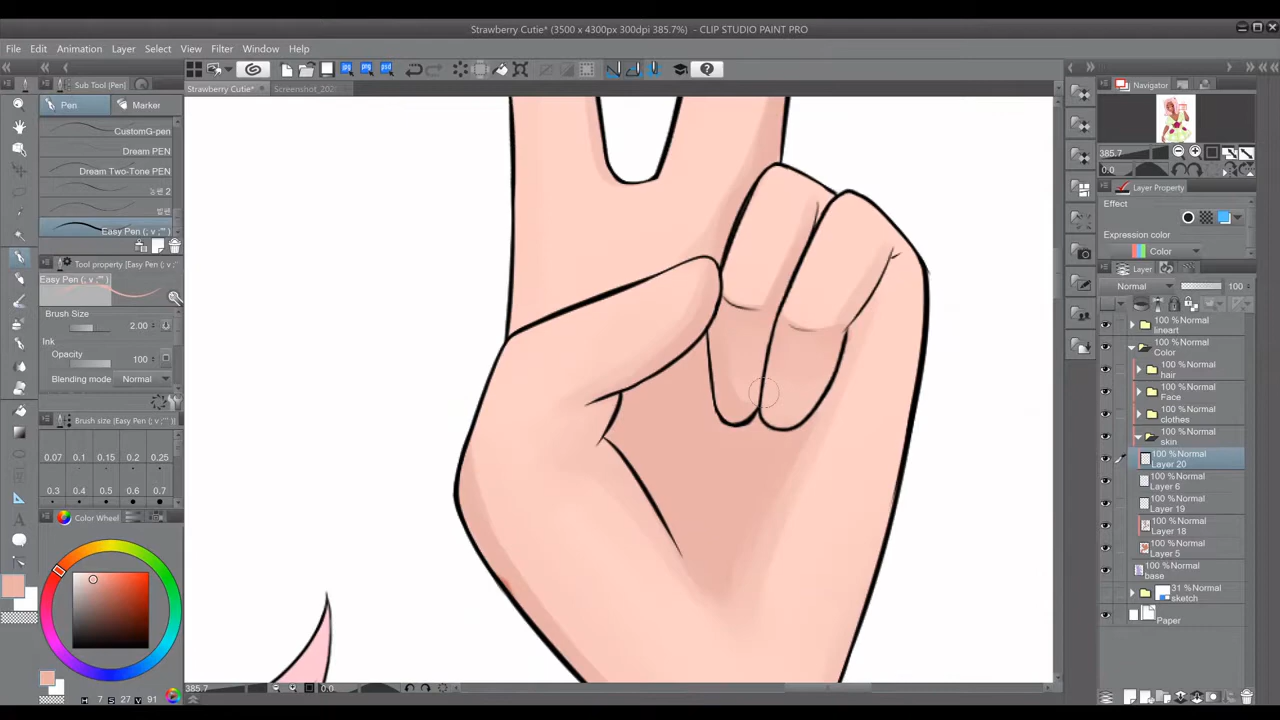 Strawberry Cutie* (3500 x 4300px 300dpi 385.7%) - CLIP STUDIO PAINT PRO
File Edit Animation Layer Select View Filter Window Help
Sub Tool [Pen]
Strawberry Cutie*
Screenshot_202
Navigator
Pen Marker
CustomG-pen
Dream PEN
Dream Two-Tone PEN
Easy Pen (; v ;"" )
385.7
0.0
Layer Property
Effect
Expression color
Color
Tool property [Easy Pen (; v ;""
Easy Pen (; v ;"" )
Brush Size
2.00
Ink
Opacity 100
Blending mode Normal
Layer
Normal 100
100 %Normal
lineart
100 %Normal
Color
100 %Normal
hair
100 %Normal
Face
100 %Normal
clothes
100 %Normal
skin
100 %Normal
Layer 20
100 %Normal
Layer 6
100 %Normal
Layer 19
100 %Normal
Layer 18
100 %Normal
Layer 5
100 %Normal
base
31 %Normal
sketch
Paper
Brush size [Easy Pen (; v ;""
0.07 0.1 0.15 0.2 0.25
0.3 0.4 0.5 0.6 0.7
Color Wheel
H 7 S 27 V 91
385.7 0.0